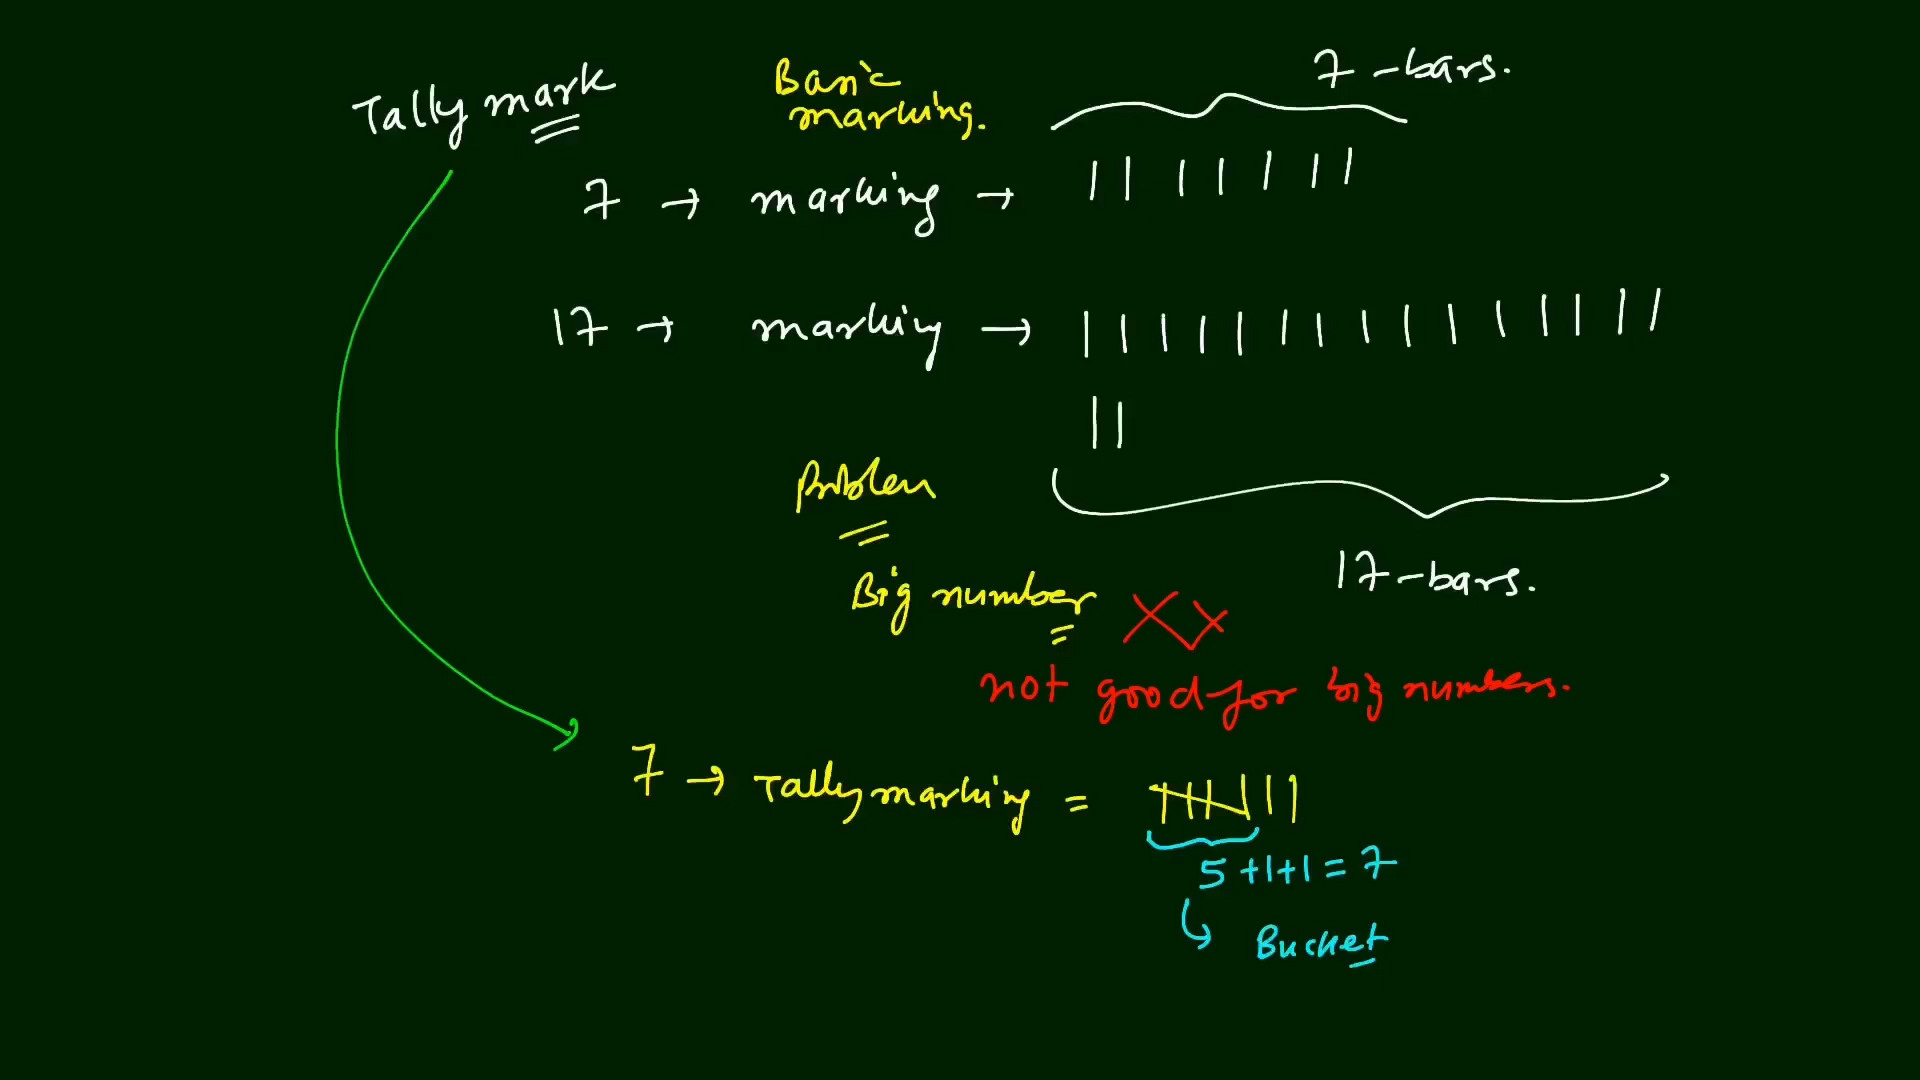 Tally mark
Basic marking.
7 - bars.
7 → marking → | | | | | | |
17 → marking → | | | | | | | | | | | | | | |
| |
Problem
17 - bars.
Big number XX
not good for big numbers.
7 → Tally marking = 𝍸 | |
5 + 1 + 1 = 7
Bucket